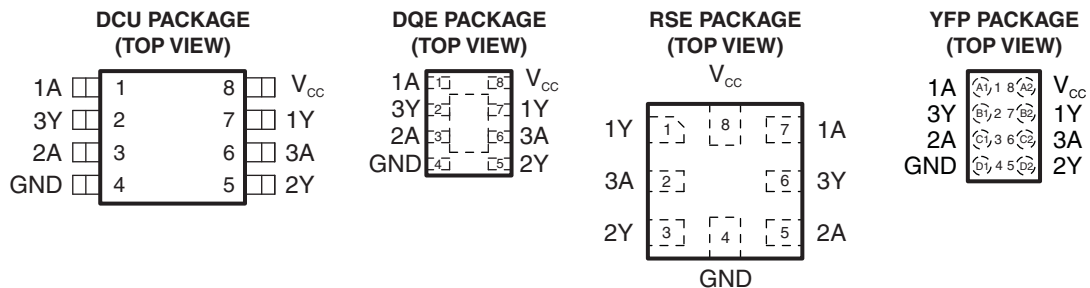 DCU PACKAGE
(TOP VIEW)
1A 1 8 Vcc
3Y 2 7 1Y
2A 3 6 3A
GND 4 5 2Y
DQE PACKAGE
(TOP VIEW)
1A 1 8 Vcc
3Y 2 7 1Y
2A 3 6 3A
GND 4 5 2Y
RSE PACKAGE
(TOP VIEW)
Vcc
1Y 1 8 7 1A
3A 2 6 3Y
2Y 3 4 5 2A
GND
YFP PACKAGE
(TOP VIEW)
1A A1 1 8 A2 Vcc
3Y B1 2 7 B2 1Y
2A C1 3 6 C2 3A
GND D1 4 5 D2 2Y